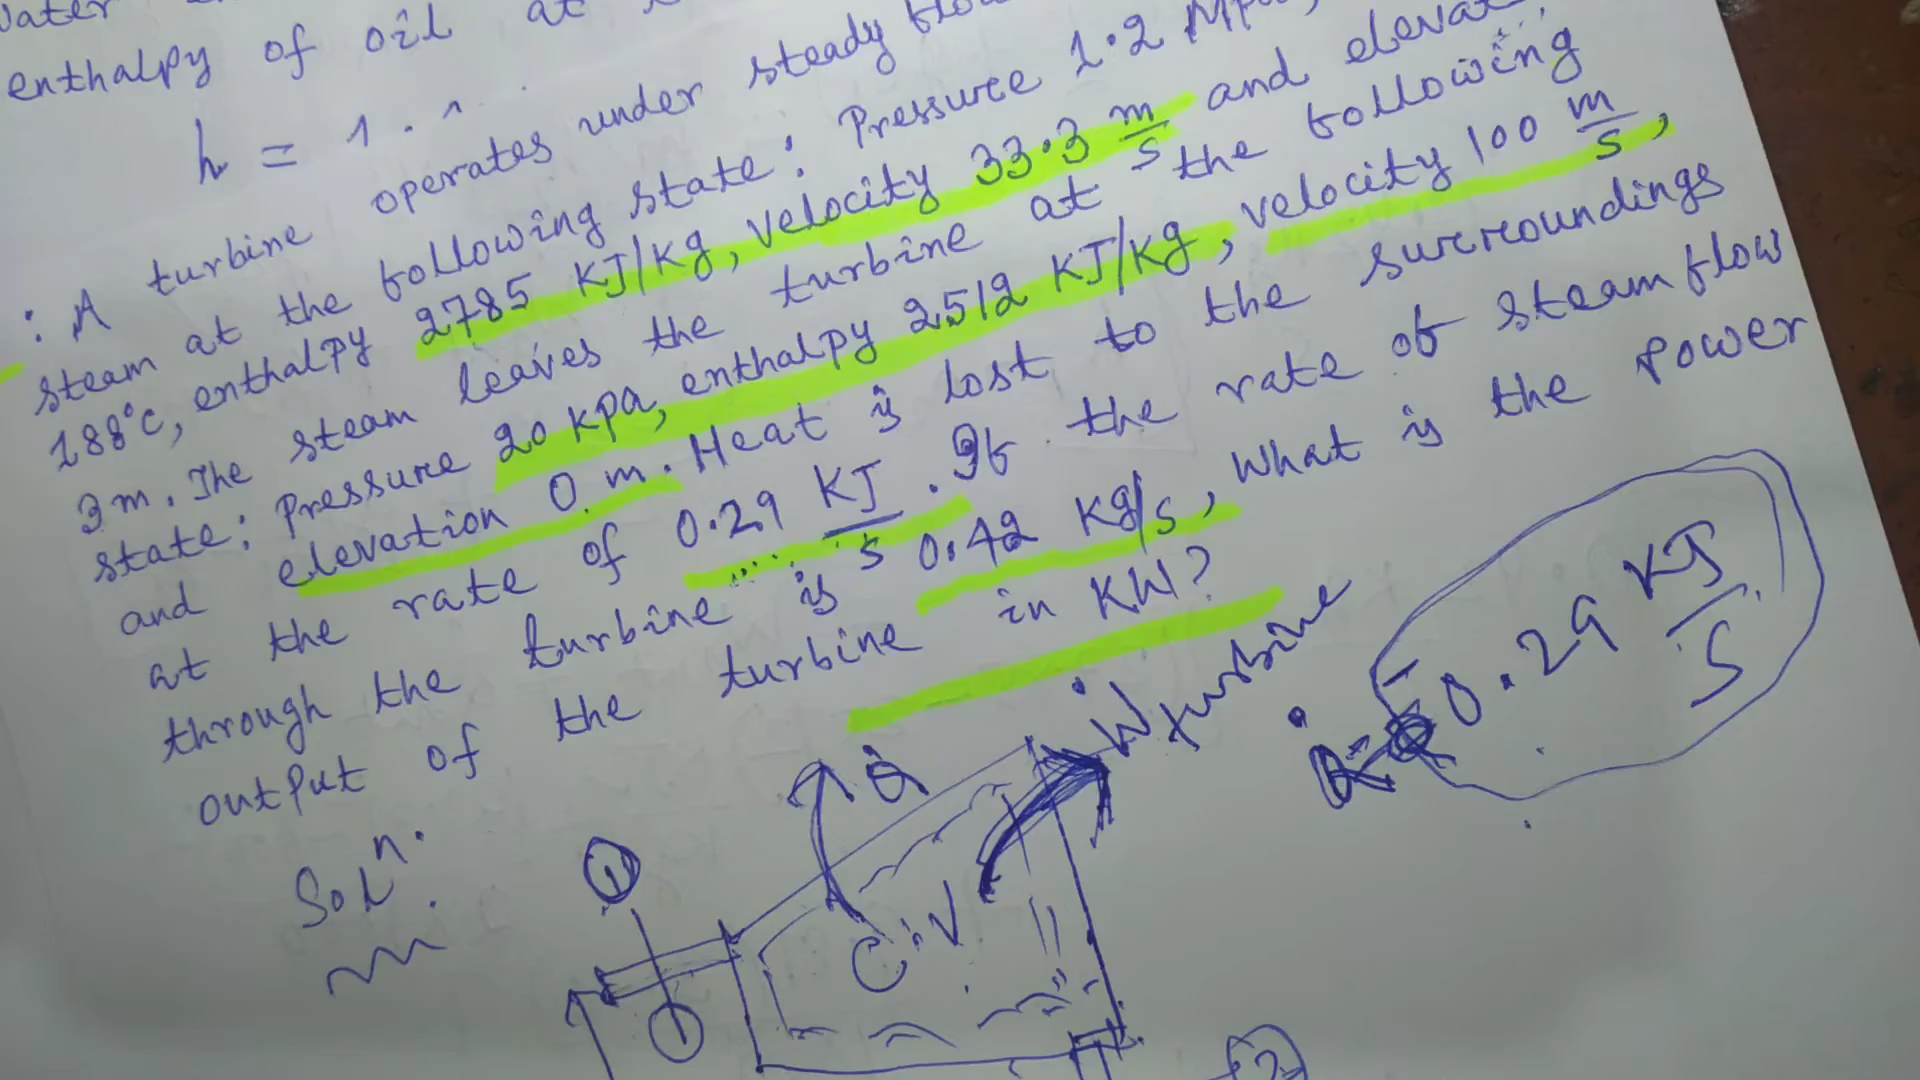 enthalpy of oil at
h = 1.
: A turbine operates under steady flow
steam at the following state: Pressure 1.2 MPa,
188°C, enthalpy 2785 KJ/Kg, velocity 33.3 m/s and elevat
3m. The steam leaves the turbine at the following
state: Pressure 20 kpa, enthalpy 2512 KJ/Kg, velocity 100 m/s,
and elevation 0 m. Heat is lost to the surroundings
at the rate of 0.29 KJ/s. If the rate of steam flow
through the turbine is 0.42 Kg/s, what is the power
output of the turbine in KW?
Solⁿ.
Q̇
Ẇ turbine
-0.29 KJ/S
1
C.V
1
2